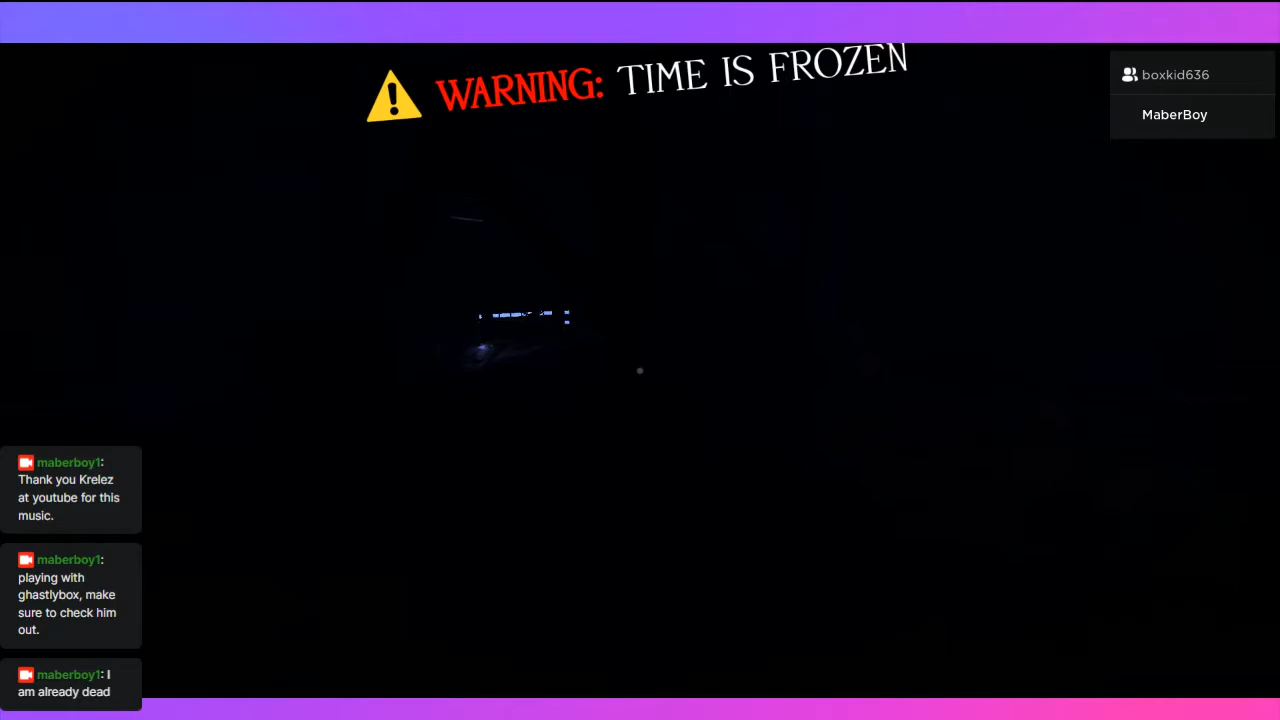 ⚠ WARNING: TIME IS FROZEN
boxkid636
MaberBoy
maberboy1:
Thank you Krelez
at youtube for this
music.
maberboy1:
playing with
ghastlybox, make
sure to check him
out.
maberboy1: I
am already dead